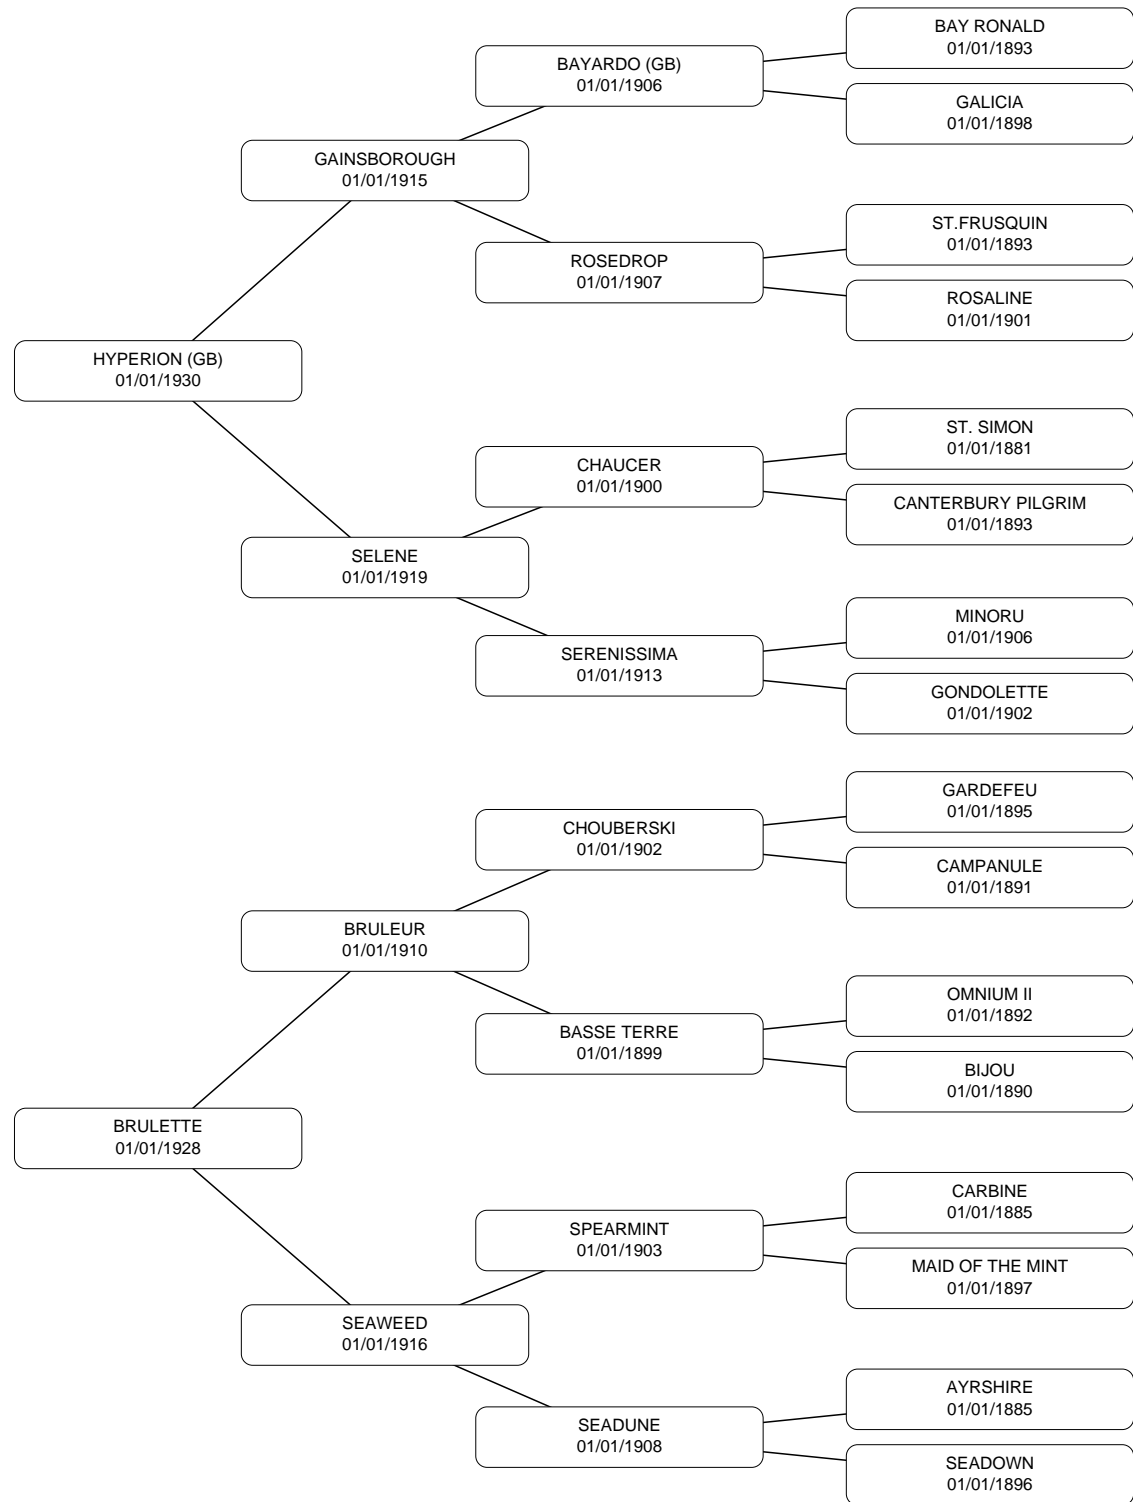 BAY RONALD
01/01/1893
BAYARDO (GB)
01/01/1906
GALICIA
01/01/1898
GAINSBOROUGH
01/01/1915
ST.FRUSQUIN
01/01/1893
ROSEDROP
01/01/1907
ROSALINE
01/01/1901
HYPERION (GB)
01/01/1930
ST. SIMON
01/01/1881
CHAUCER
01/01/1900
CANTERBURY PILGRIM
01/01/1893
SELENE
01/01/1919
MINORU
01/01/1906
SERENISSIMA
01/01/1913
GONDOLETTE
01/01/1902
GARDEFEU
01/01/1895
CHOUBERSKI
01/01/1902
CAMPANULE
01/01/1891
BRULEUR
01/01/1910
OMNIUM II
01/01/1892
BASSE TERRE
01/01/1899
BIJOU
01/01/1890
BRULETTE
01/01/1928
CARBINE
01/01/1885
SPEARMINT
01/01/1903
MAID OF THE MINT
01/01/1897
SEAWEED
01/01/1916
AYRSHIRE
01/01/1885
SEADUNE
01/01/1908
SEADOWN
01/01/1896